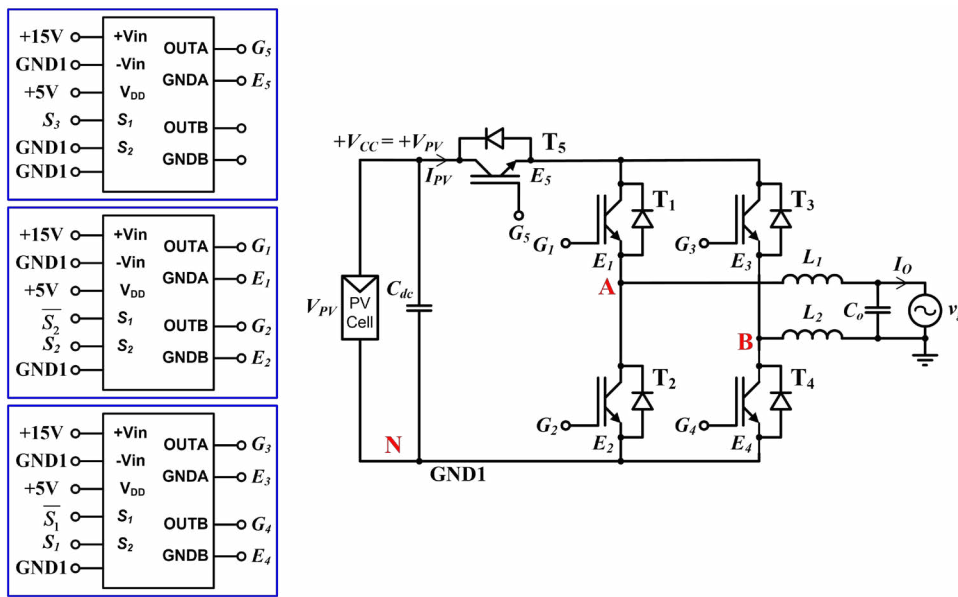 +15V
+Vin
OUTA
G5
GND1
-Vin
GNDA
E5
+5V
VDD
S3
S1
OUTB
GND1
S2
GNDB
GND1
+15V
+Vin
OUTA
G1
GND1
-Vin
GNDA
E1
+5V
VDD
S̅2
S1
OUTB
G2
S2
S2
GNDB
E2
GND1
+15V
+Vin
OUTA
G3
GND1
-Vin
GNDA
E3
+5V
VDD
S̅1
S1
OUTB
G4
S1
S2
GNDB
E4
GND1
+VCC = +VPV
T5
IPV
E5
G5
T1
T3
G1
G3
E1
E3
A
L1
IO
VPV
PV
Cell
Cdc
L2
Co
B
T2
T4
G2
G4
E2
E4
N
GND1